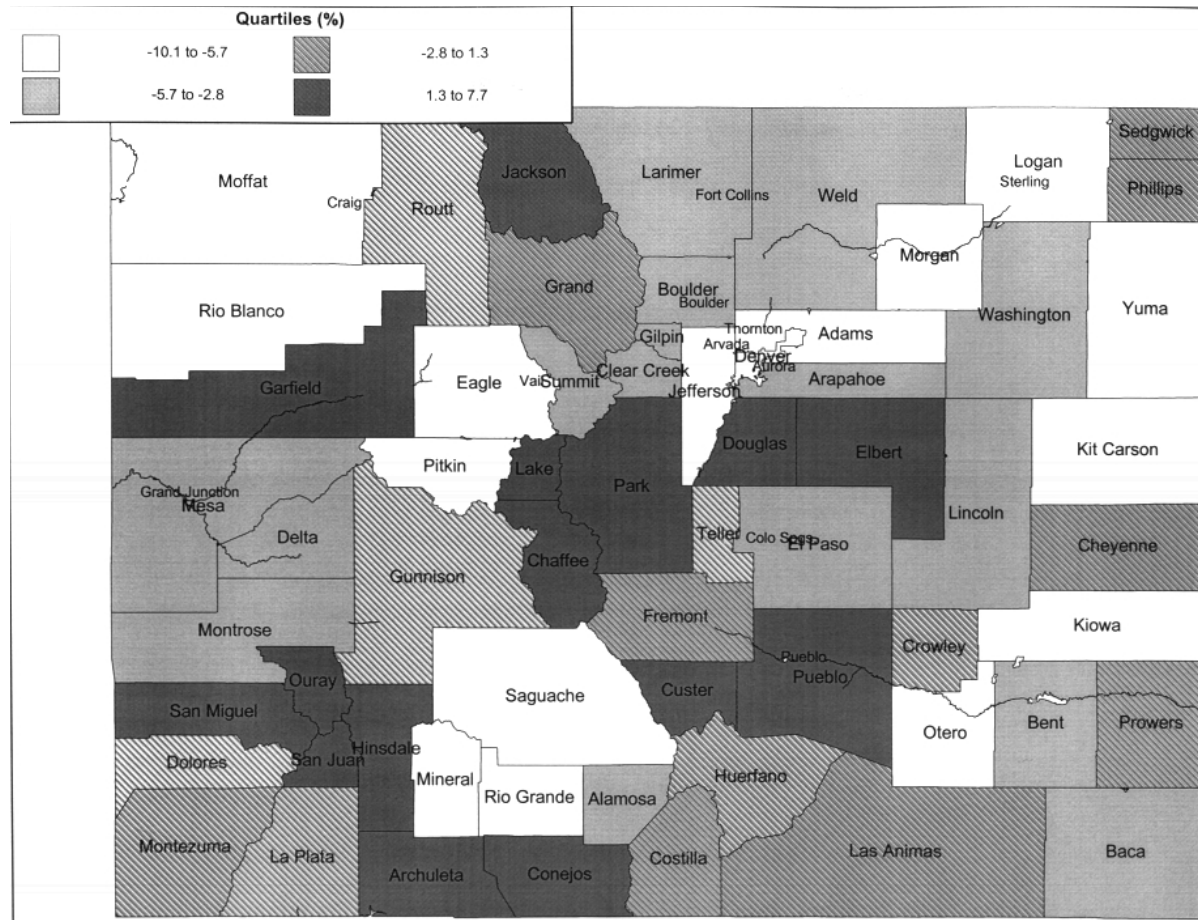 Quartiles (%)
-10.1 to -5.7
-2.8 to 1.3
-5.7 to -2.8
1.3 to 7.7
Sedgwick
Logan
Moffat
Jackson
Larimer
Sterling
Phillips
Craig
Routt
Fort Collins
Weld
Morgan
Grand
Boulder
Boulder
Rio Blanco
Yuma
Washington
Thornton
Adams
Gilpin
Arvada
Denver
Aurora
Eagle
Vail
Summit
Clear Creek
Arapahoe
Garfield
Jefferson
Douglas
Elbert
Kit Carson
Pitkin
Lake
Park
Grand Junction
Mesa
Lincoln
Delta
Teller
Colo Spgs
El Paso
Cheyenne
Chaffee
Gunnison
Fremont
Kiowa
Montrose
Crowley
Pueblo
Pueblo
Ouray
Saguache
Custer
San Miguel
Prowers
Bent
Otero
Hinsdale
San Juan
Dolores
Mineral
Huerfano
Rio Grande
Alamosa
Montezuma
La Plata
Costilla
Las Animas
Baca
Archuleta
Conejos